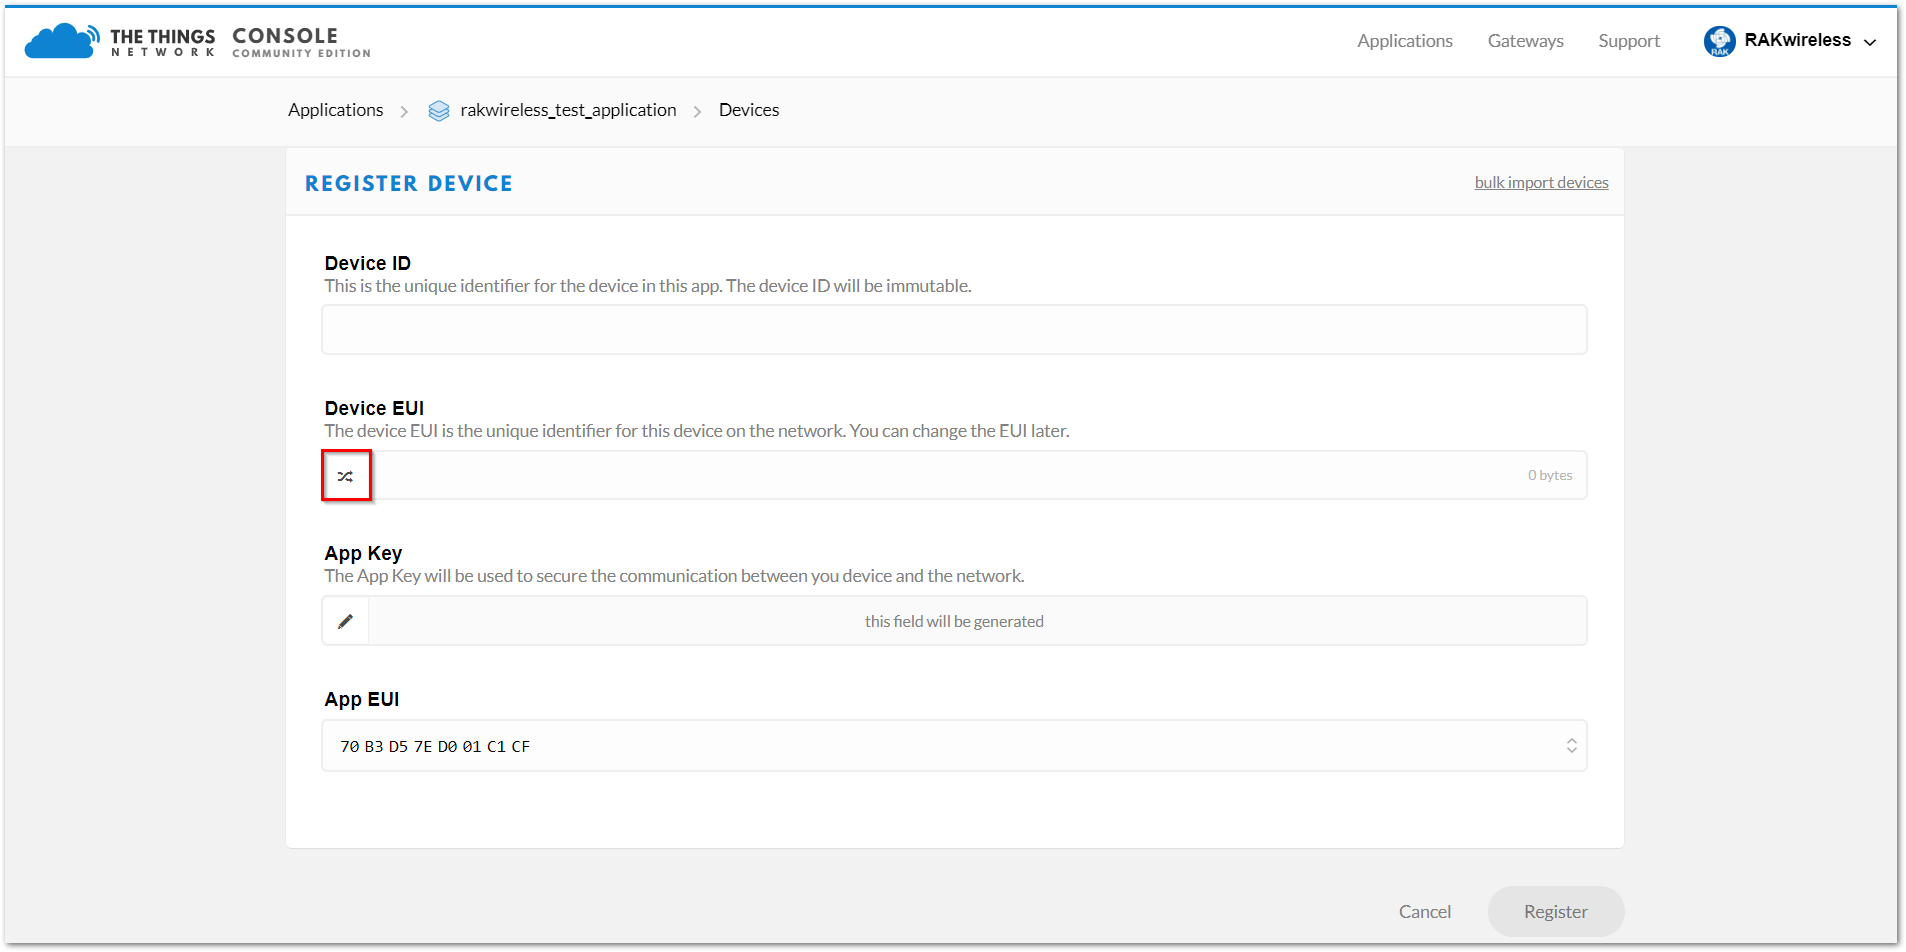 THE THINGS NETWORK CONSOLE COMMUNITY EDITION
Applications Gateways Support RAK RAKwireless
Applications rakwireless_test_application Devices
REGISTER DEVICE bulk import devices
Device ID
This is the unique identifier for the device in this app. The device ID will be immutable.
Device EUI
The device EUI is the unique identifier for this device on the network. You can change the EUI later.
0 bytes
App Key
The App Key will be used to secure the communication between you device and the network.
this field will be generated
App EUI
70 B3 D5 7E D0 01 C1 CF
Cancel Register